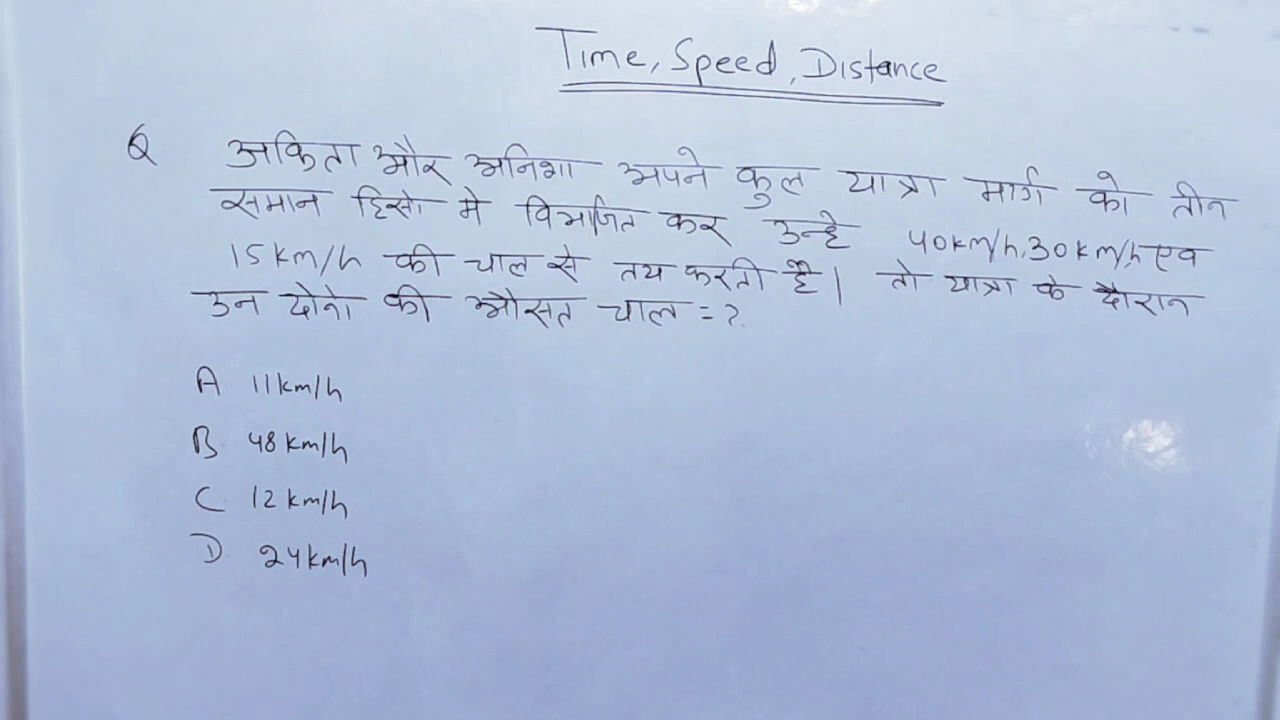 Time, Speed, Distance
Q अकिता और अनिशा अपने कुल यात्रा मार्ग को तीन
समान हिसो मे विभाजित कर उन्हे 40km/h, 30km/h, एव
15km/h की चाल से तय करती है। तो यात्रा के दौरान
उन दोनो की औसत चाल = ?
A 11km/h
B 48km/h
C 12km/h
D 24km/h